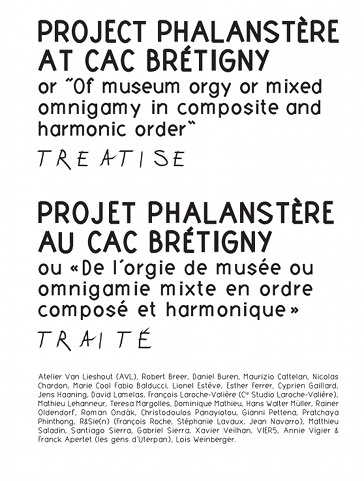 PROJECT PHALANSTÈRE
AT CAC BRÉTIGNY
or "Of museum orgy or mixed
omnigamy in composite and
harmonic order"
TREATISE
PROJET PHALANSTÈRE
AU CAC BRÉTIGNY
ou «De l'orgie de musée ou
omnigamie mixte en ordre
composé et harmonique»
TRAITÉ
Atelier Van Lieshout (AVL), Robert Breer, Daniel Buren, Maurizio Cattelan, Nicolas
Chardon, Marie Cool Fabio Balducci, Lionel Estève, Esther Ferrer, Cyprien Gaillard,
Jens Haaning, David Lamelas, François Laroche-Valière (Cie Studio Laroche-Valière),
Mathieu Lehanneur, Teresa Margolles, Dominique Mathieu, Hans Walter Müller, Rainer
Oldendorf, Roman Ondák, Christodoulos Panayiotou, Gianni Pettena, Pratchaya
Phinthong, R&Sie(n) (François Roche, Stéphanie Lavaux, Jean Navarro), Matthieu
Saladin, Santiago Sierra, Gabriel Sierra, Xavier Veilhan, VIER5, Annie Vigier &
Franck Apertet (les gens d'Uterpan), Lois Weinberger.